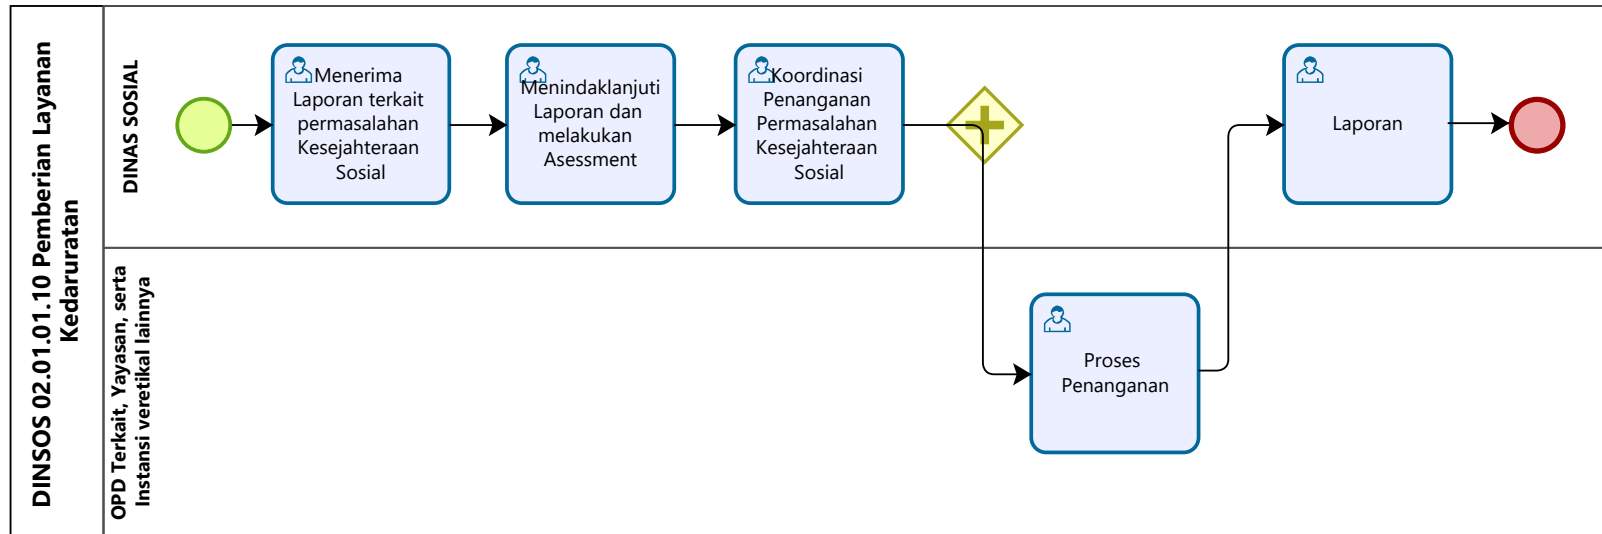 DINSOS 02.01.01.10 Pemberian Layanan
Kedaruratan
DINAS SOSIAL
Menerima
Laporan terkait
permasalahan
Kesejahteraan
Sosial
Menindaklanjuti
Laporan dan
melakukan
Asessment
Koordinasi
Penanganan
Permasalahan
Kesejahteraan
Sosial
Laporan
OPD Terkait, Yayasan, serta
Instansi veretikal lainnya
Proses
Penanganan